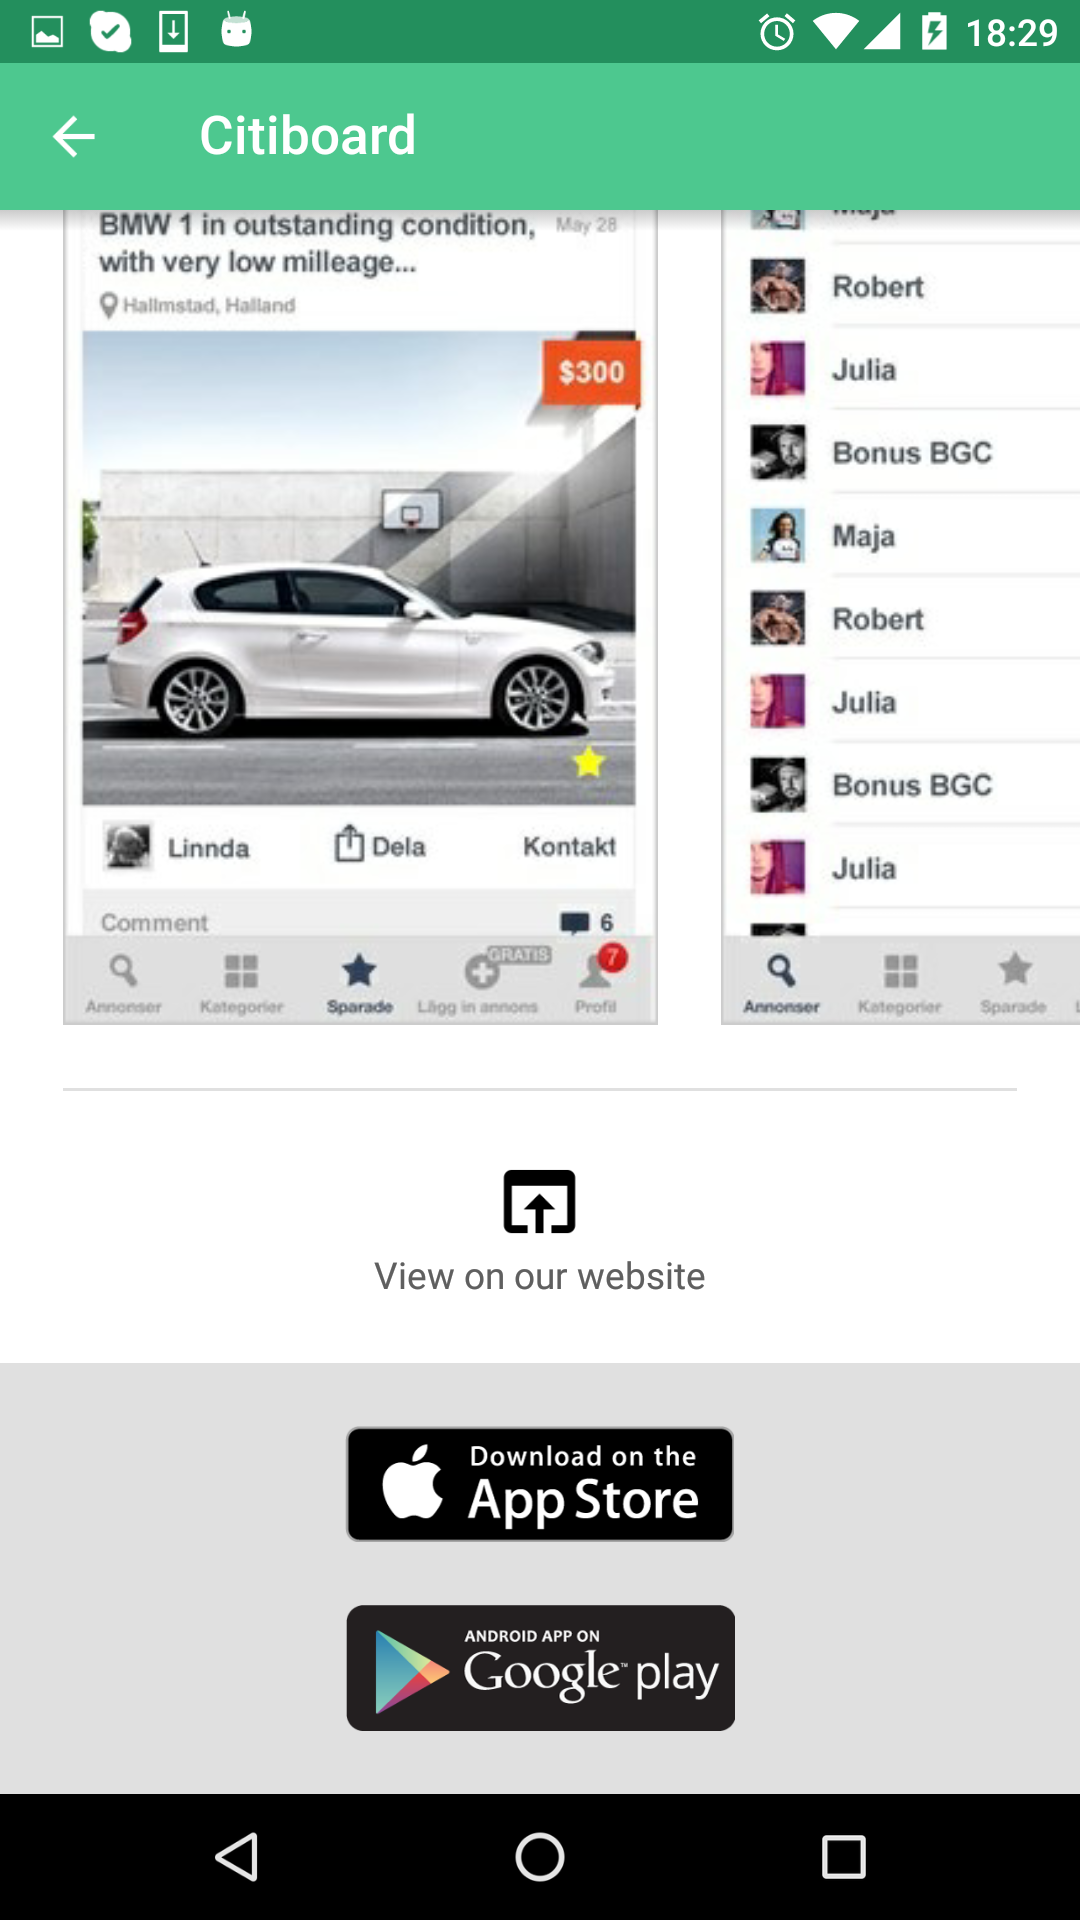 18:29
Citiboard
BMW 1 in outstanding condition,
with very low milleage...
May 28
Hallmstad, Halland
$300
Linnda
Dela
Kontakt
Comment
6
GRATIS
7
Annonser
Kategorier
Sparade
Lägg in annons
Profil
Maja
Robert
Julia
Bonus BGC
Maja
Robert
Julia
Bonus BGC
Julia
Annonser
Kategorier
Sparade
View on our website
Download on the
App Store
ANDROID APP ON
Google™ play